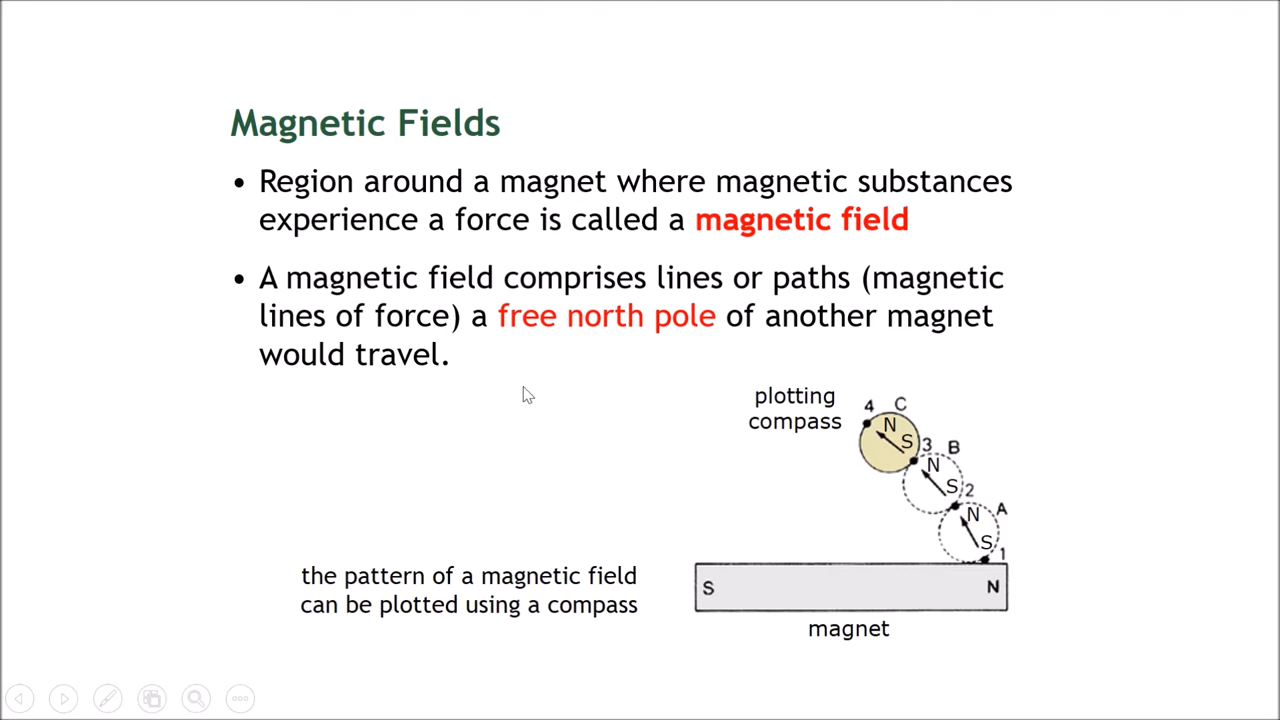 Magnetic Fields
• Region around a magnet where magnetic substances
experience a force is called a magnetic field
• A magnetic field comprises lines or paths (magnetic
lines of force) a free north pole of another magnet
would travel.
plotting
compass
4 C
N
S
3 B
N
S
2
N A
S
1
the pattern of a magnetic field
can be plotted using a compass
S N
magnet